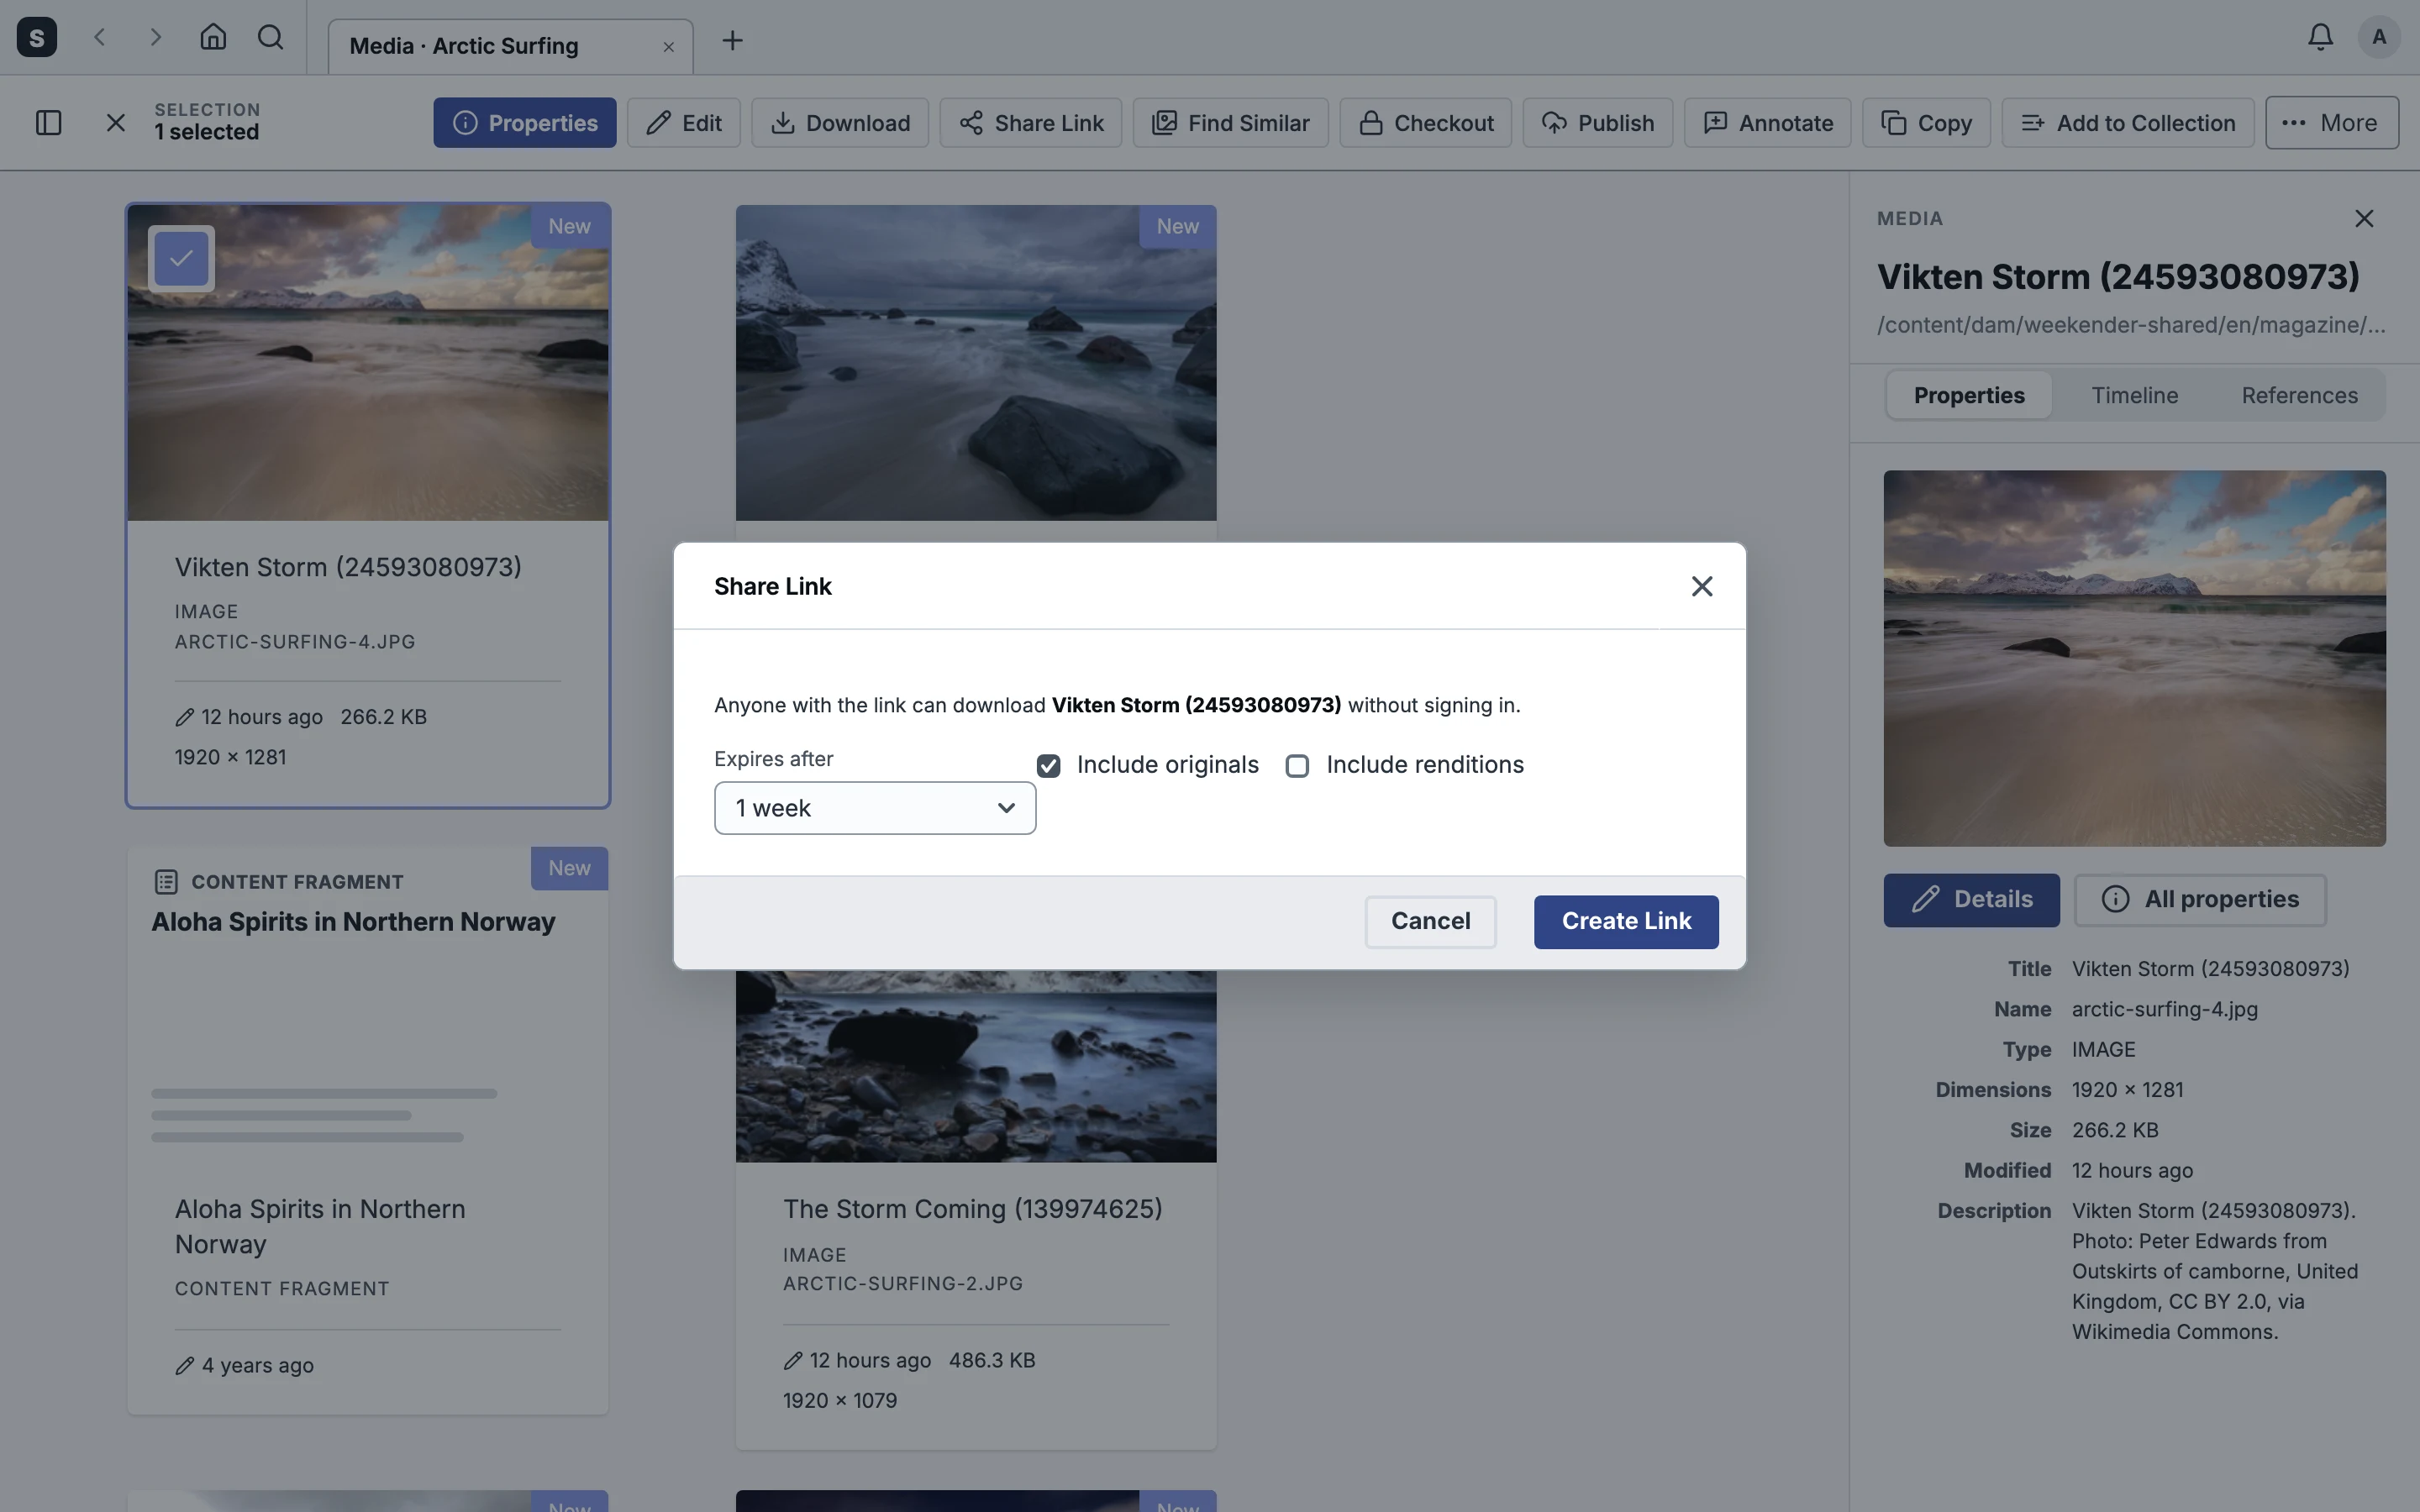 S
Media · Arctic Surfing
A
SELECTION
1 selected
Properties
Edit
Download
Share Link
Find Similar
Checkout
Publish
Annotate
Copy
Add to Collection
More
New
Vikten Storm (24593080973)
IMAGE
ARCTIC-SURFING-4.JPG
12 hours ago 266.2 KB
1920 × 1281
New
New
CONTENT FRAGMENT
Aloha Spirits in Northern Norway
Aloha Spirits in Northern
Norway
CONTENT FRAGMENT
4 years ago
The Storm Coming (139974625)
IMAGE
ARCTIC-SURFING-2.JPG
12 hours ago 486.3 KB
1920 × 1079
New
New
Share Link
Anyone with the link can download Vikten Storm (24593080973) without signing in.
Expires after
1 week
Include originals
Include renditions
Cancel
Create Link
MEDIA
Vikten Storm (24593080973)
/content/dam/weekender-shared/en/magazine/...
Properties
Timeline
References
Details
All properties
Title Vikten Storm (24593080973)
Name arctic-surfing-4.jpg
Type IMAGE
Dimensions 1920 × 1281
Size 266.2 KB
Modified 12 hours ago
Description Vikten Storm (24593080973).
Photo: Peter Edwards from
Outskirts of camborne, United
Kingdom, CC BY 2.0, via
Wikimedia Commons.